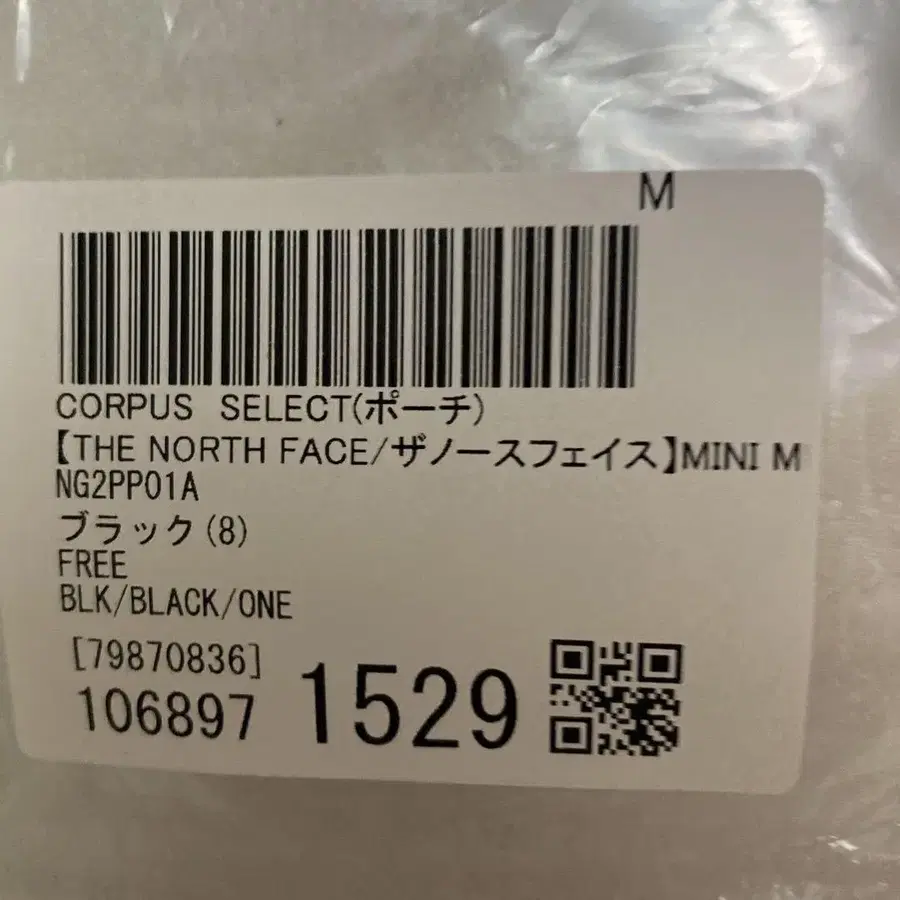 M
CORPUS SELECT(ポーチ)
【THE NORTH FACE/ザノースフェイス】MINI M
NG2PP01A
ブラック(8)
FREE
BLK/BLACK/ONE
[79870836]
106897 1529